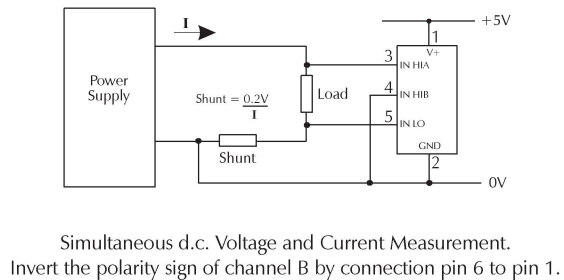 I
+5V
1
V+
3
IN HIA
Power
Supply
Shunt = 0.2V
I
Load
4
IN HIB
5
IN LO
Shunt
GND
2
0V
Simultaneous d.c. Voltage and Current Measurement.
Invert the polarity sign of channel B by connection pin 6 to pin 1.